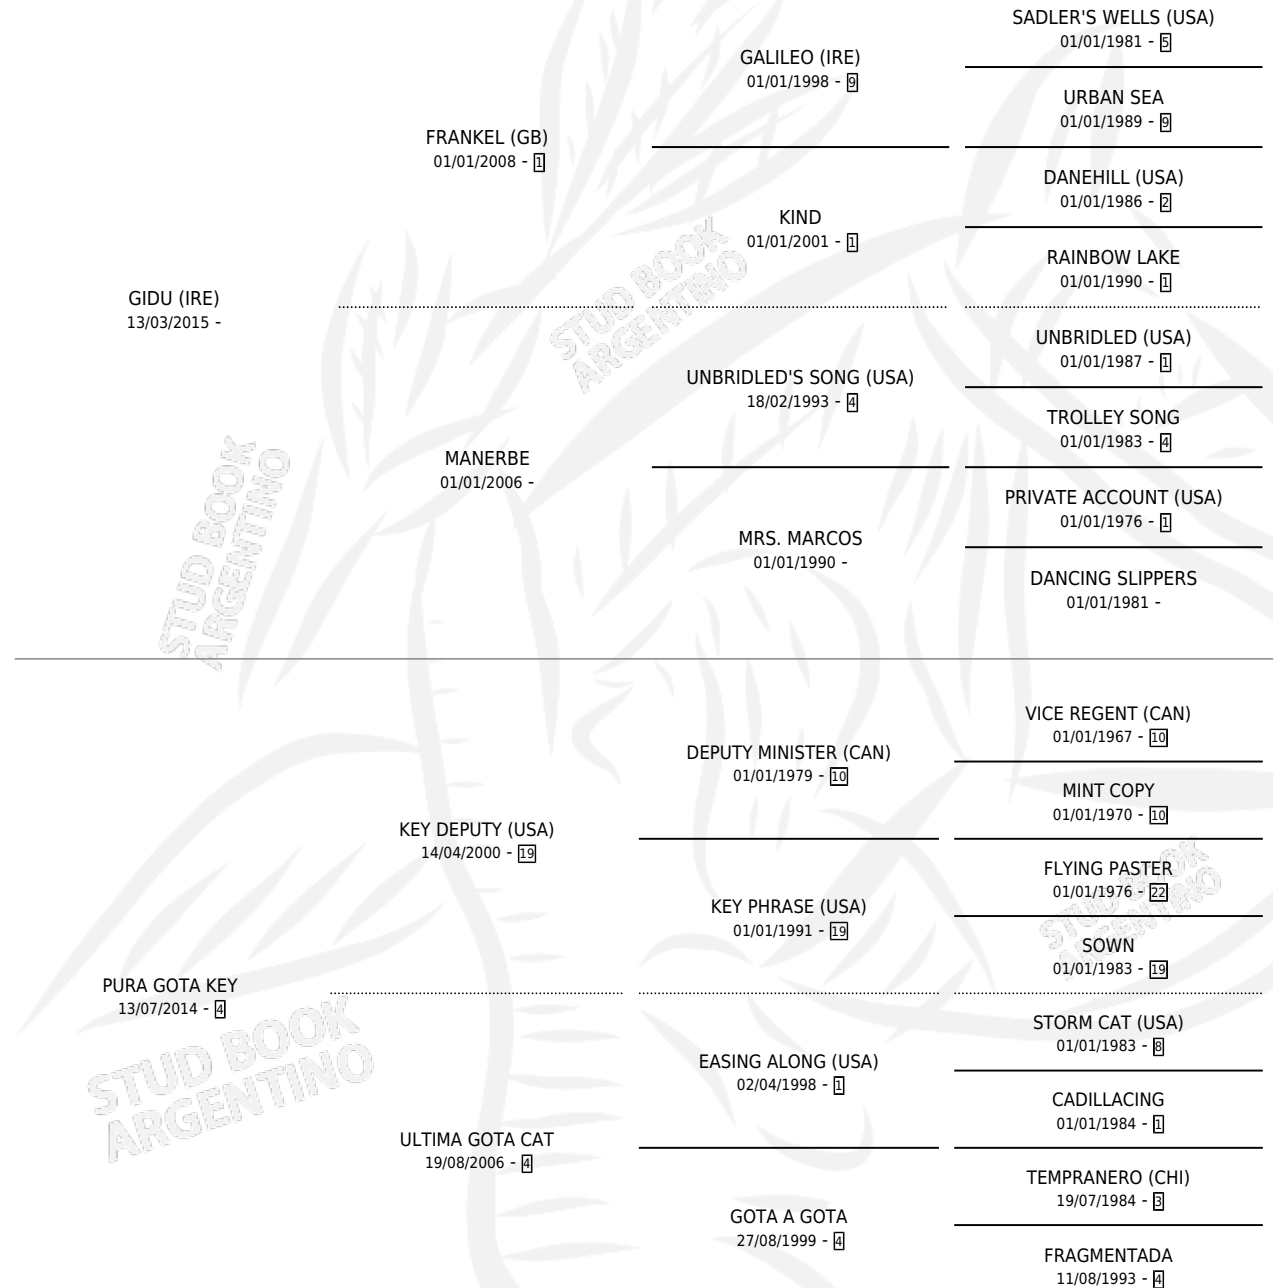 SADLER'S WELLS (USA)
01/01/1981 - 5
GALILEO (IRE)
01/01/1998 - 9
URBAN SEA
01/01/1989 - 9
FRANKEL (GB)
01/01/2008 - 1
DANEHILL (USA)
01/01/1986 - 2
KIND
01/01/2001 - 1
RAINBOW LAKE
01/01/1990 - 1
GIDU (IRE)
13/03/2015 -
UNBRIDLED (USA)
01/01/1987 - 1
UNBRIDLED'S SONG (USA)
18/02/1993 - 4
TROLLEY SONG
01/01/1983 - 4
MANERBE
01/01/2006 -
PRIVATE ACCOUNT (USA)
01/01/1976 - 1
MRS. MARCOS
01/01/1990 -
DANCING SLIPPERS
01/01/1981 -
VICE REGENT (CAN)
01/01/1967 - 10
DEPUTY MINISTER (CAN)
01/01/1979 - 10
MINT COPY
01/01/1970 - 10
KEY DEPUTY (USA)
14/04/2000 - 19
FLYING PASTER
01/01/1976 - 22
KEY PHRASE (USA)
01/01/1991 - 19
SOWN
01/01/1983 - 19
PURA GOTA KEY
13/07/2014 - 4
STORM CAT (USA)
01/01/1983 - 8
EASING ALONG (USA)
02/04/1998 - 1
CADILLACING
01/01/1984 - 1
ULTIMA GOTA CAT
19/08/2006 - 4
TEMPRANERO (CHI)
19/07/1984 - 3
GOTA A GOTA
27/08/1999 - 4
FRAGMENTADA
11/08/1993 - 4
STUD BOOK
ARGENTINO
STUD BOOK
ARGENTINO
STUD BOOK
ARGENTINO
STUD BOOK
ARGENTINO